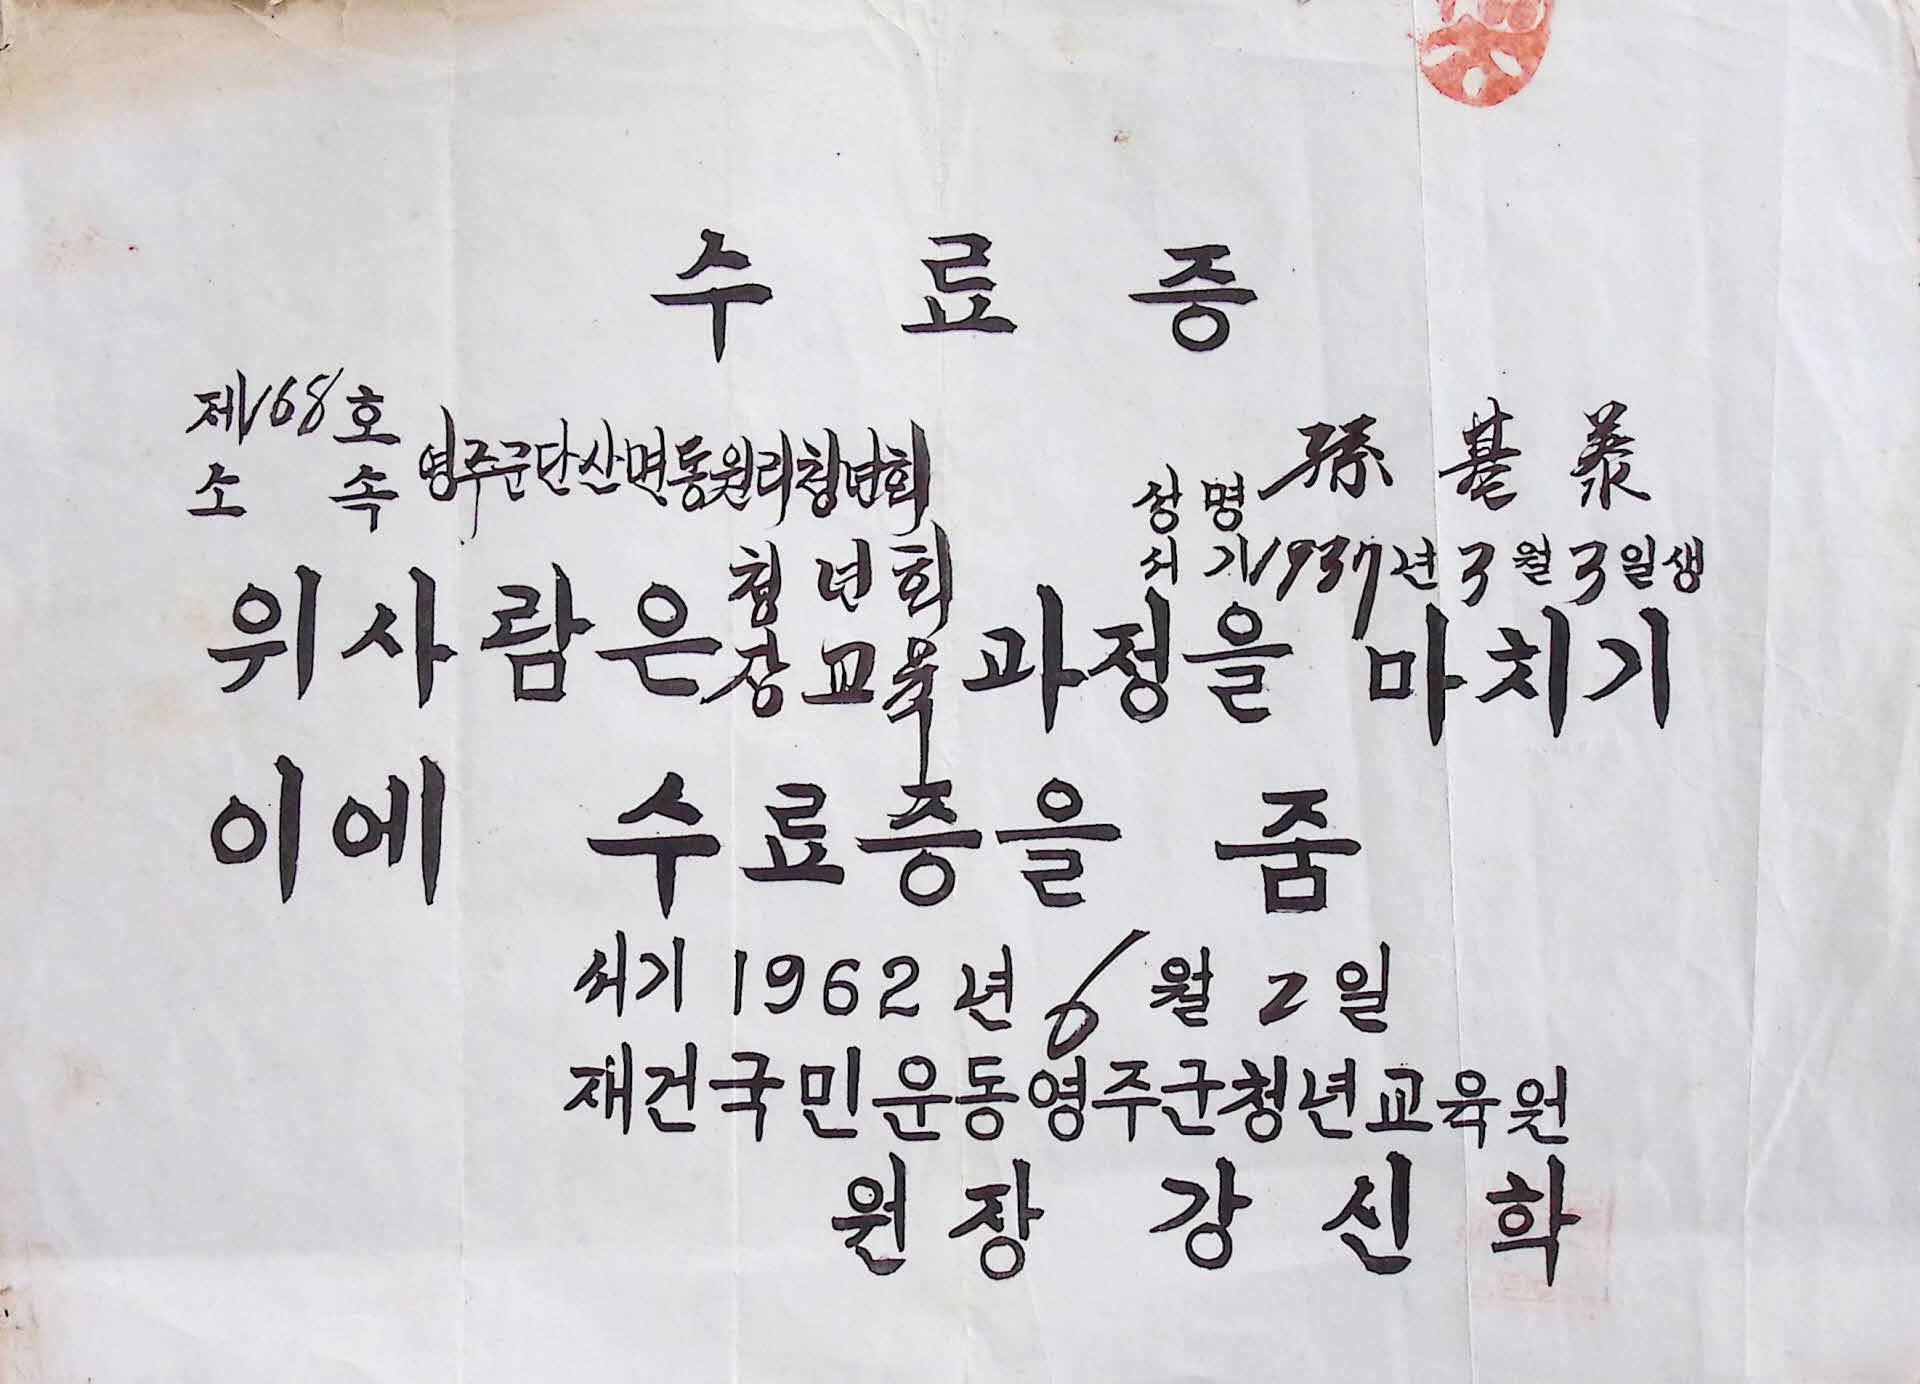 수 료 증
제168호
소 속 영주군단산면동원리청년회
성 명 孫 基 泰
서 기 1937년 3월 3일생
위 사 람 은 청년회장교육 과정을 마치기
이에 수료증을 줌
서기 1962년 6월 2일
재건국민운동영주군청년교육원
원 장 강 신 학